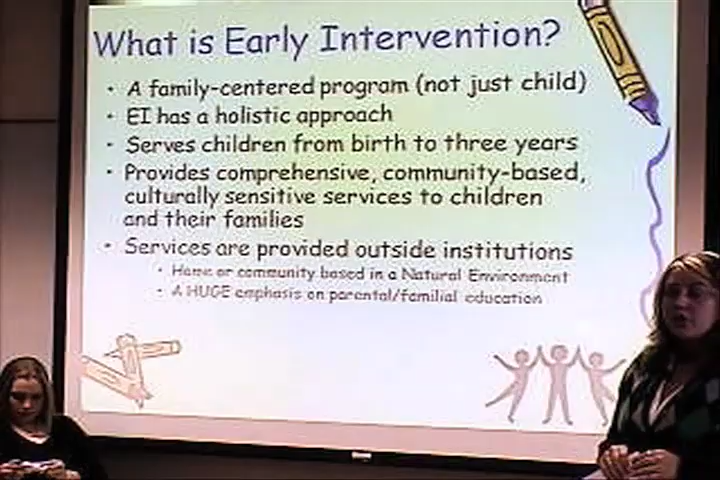 What is Early Intervention?
• A family-centered program (not just child)
• EI has a holistic approach
• Serves children from birth to three years
• Provides comprehensive, community-based,
culturally sensitive services to children
and their families
• Services are provided outside institutions
• Home or community based in a Natural Environment
• A HUGE emphasis on parental/familial education